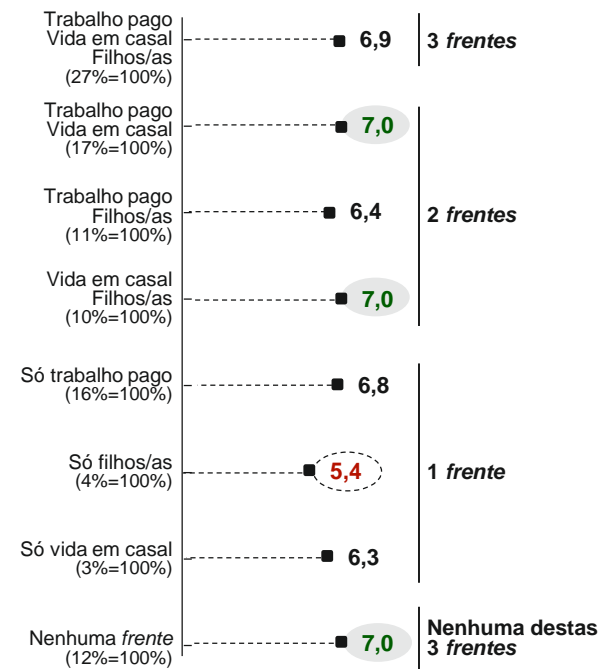 Trabalho pago
Vida em casal
Filhos/as
(27%=100%)
6,9
3 frentes
Trabalho pago
Vida em casal
(17%=100%)
7,0
Trabalho pago
Filhos/as
(11%=100%)
6,4
2 frentes
Vida em casal
Filhos/as
(10%=100%)
7,0
Só trabalho pago
(16%=100%)
6,8
Só filhos/as
(4%=100%)
5,4
1 frente
Só vida em casal
(3%=100%)
6,3
Nenhuma frente
(12%=100%)
7,0
Nenhuma destas
3 frentes